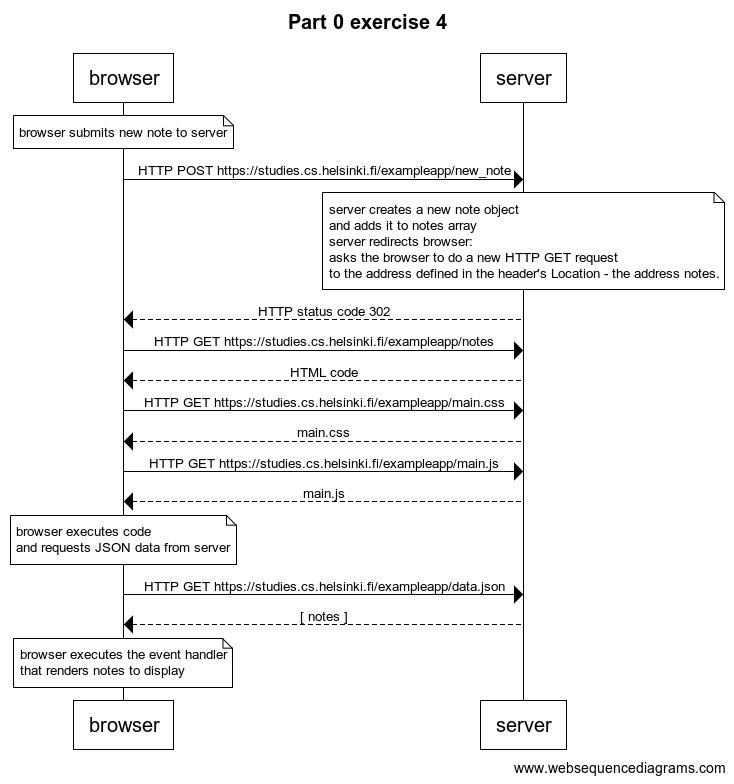 Part 0 exercise 4
browser
server
browser submits new note to server
HTTP POST https://studies.cs.helsinki.fi/exampleapp/new_note
server creates a new note object
and adds it to notes array
server redirects browser:
asks the browser to do a new HTTP GET request
to the address defined in the header's Location - the address notes.
HTTP status code 302
HTTP GET https://studies.cs.helsinki.fi/exampleapp/notes
HTML code
HTTP GET https://studies.cs.helsinki.fi/exampleapp/main.css
main.css
HTTP GET https://studies.cs.helsinki.fi/exampleapp/main.js
main.js
browser executes code
and requests JSON data from server
HTTP GET https://studies.cs.helsinki.fi/exampleapp/data.json
[ notes ]
browser executes the event handler
that renders notes to display
browser
server
www.websequencediagrams.com